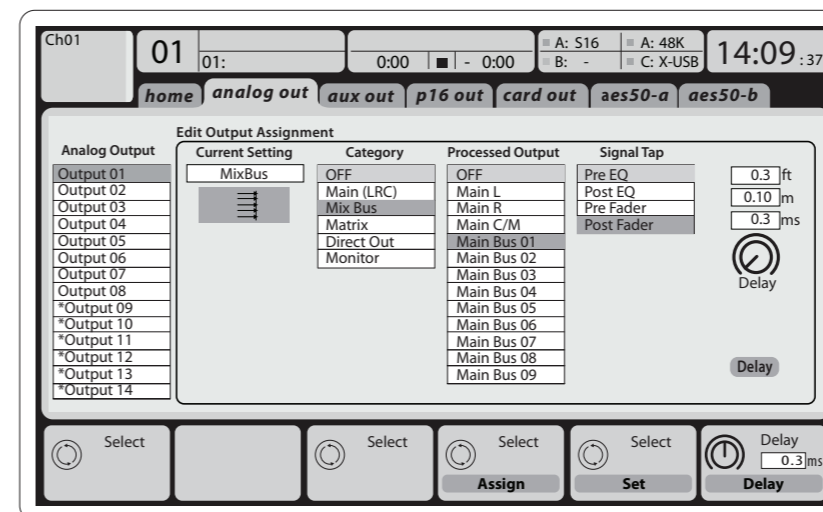 Ch01
01
01:
0:00 - 0:00
A: S16
B: -
A: 48K
C: X-USB
14:09:37
home
analog out
aux out
p16 out
card out
aes50-a
aes50-b
Edit Output Assignment
Analog Output
Output 01
Output 02
Output 03
Output 04
Output 05
Output 06
Output 07
Output 08
*Output 09
*Output 10
*Output 11
*Output 12
*Output 13
*Output 14
Current Setting
MixBus
Category
OFF
Main (LRC)
Mix Bus
Matrix
Direct Out
Monitor
Processed Output
OFF
Main L
Main R
Main C/M
Main Bus 01
Main Bus 02
Main Bus 03
Main Bus 04
Main Bus 05
Main Bus 06
Main Bus 07
Main Bus 08
Main Bus 09
Signal Tap
Pre EQ
Post EQ
Pre Fader
Post Fader
0.3 ft
0.10 m
0.3 ms
Delay
Delay
Select
Select
Select
Assign
Select
Set
Delay
0.3 ms
Delay